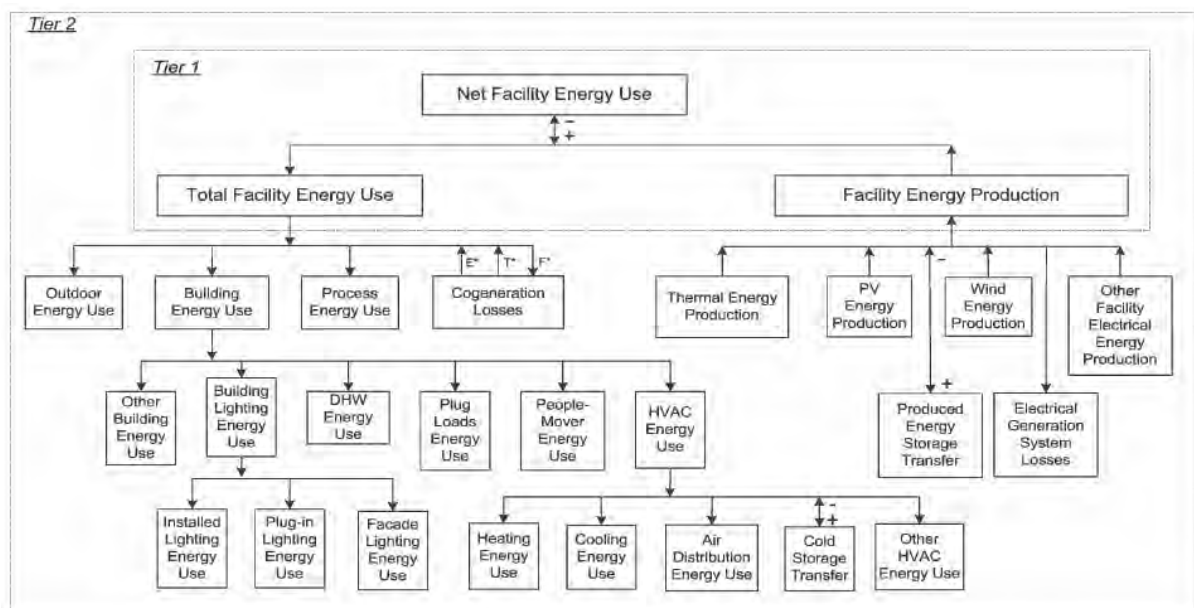 Tier 2
Tier 1
Net Facility Energy Use
−
+
Total Facility Energy Use
Facility Energy Production
E*
T*
F*
−
Outdoor
Energy Use
Building
Energy Use
Process
Energy Use
Cogeneration
Losses
Thermal Energy
Production
PV
Energy
Production
Wind
Energy
Production
Other
Facility
Electrical
Energy
Production
+
Other
Building
Energy
Use
Building
Lighting
Energy
Use
DHW
Energy
Use
Plug
Loads
Energy
Use
People-
Mover
Energy
Use
HVAC
Energy
Use
Produced
Energy
Storage
Transfer
Electrical
Generation
System
Losses
−
+
Installed
Lighting
Energy
Use
Plug-in
Lighting
Energy
Use
Facade
Lighting
Energy
Use
Heating
Energy
Use
Cooling
Energy
Use
Air
Distribution
Energy Use
Cold
Storage
Transfer
Other
HVAC
Energy Use